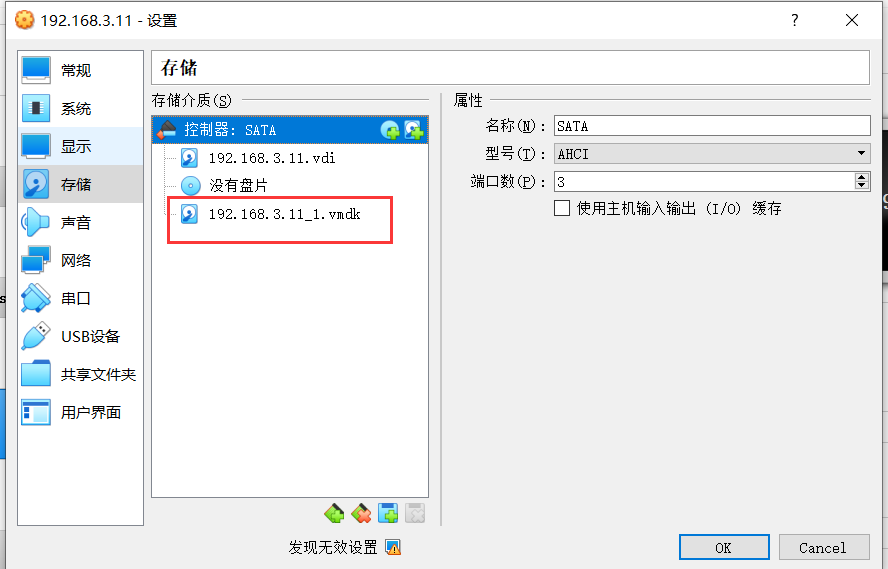 192.168.3.11 - 设置
常规
系统
显示
存储
声音
网络
串口
USB设备
共享文件夹
用户界面
存储
存储介质(S)
控制器: SATA
192.168.3.11.vdi
没有盘片
192.168.3.11_1.vmdk
属性
名称(N): SATA
型号(T): AHCI
端口数(P): 3
使用主机输入输出 (I/O) 缓存
发现无效设置
OK
Cancel